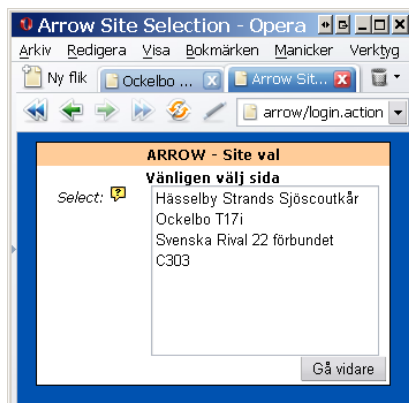 Arrow Site Selection - Opera
Arkiv Redigera Visa Bokmärken Manicker Verktyg
Ny flik Ockelbo ... Arrow Sit...
arrow/login.action
ARROW - Site val
Vänligen välj sida
Select:
Hässelby Strands Sjöscoutkår
Ockelbo T17i
Svenska Rival 22 förbundet
C303
Gå vidare